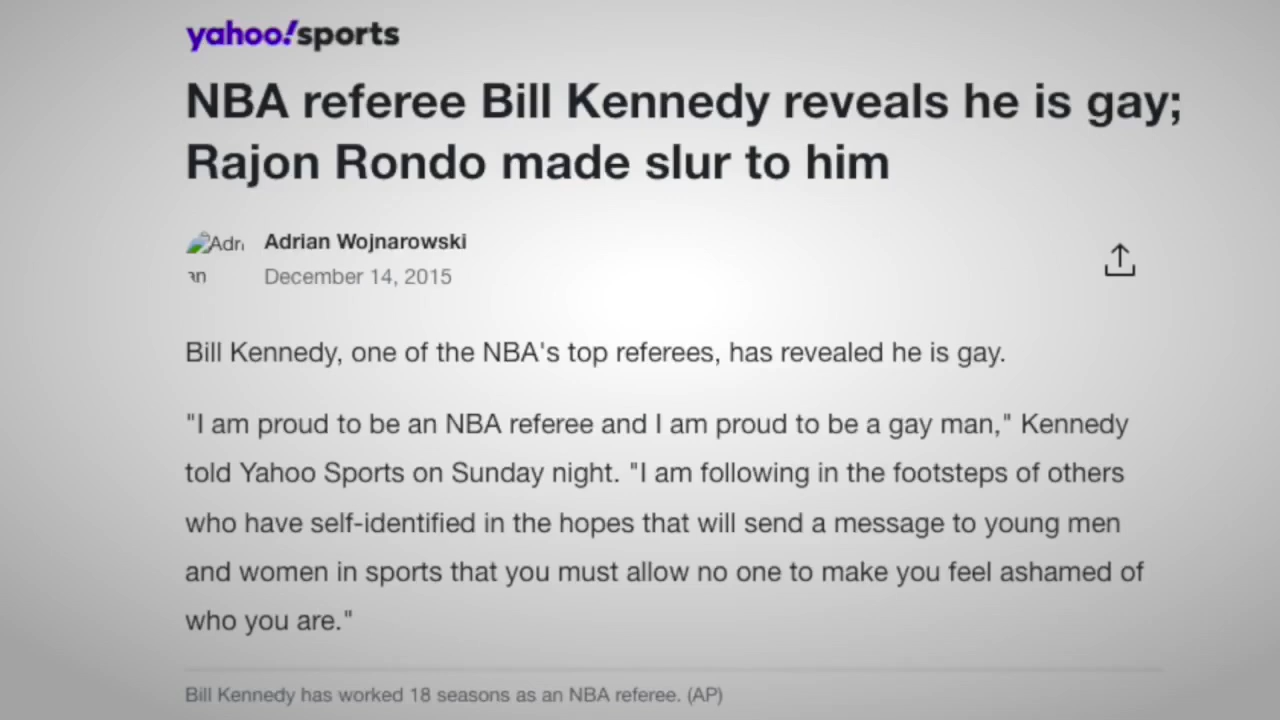 yahoo!sports
NBA referee Bill Kennedy reveals he is gay;
Rajon Rondo made slur to him
Adri
an
Adrian Wojnarowski
December 14, 2015
Bill Kennedy, one of the NBA's top referees, has revealed he is gay.
"I am proud to be an NBA referee and I am proud to be a gay man," Kennedy
told Yahoo Sports on Sunday night. "I am following in the footsteps of others
who have self-identified in the hopes that will send a message to young men
and women in sports that you must allow no one to make you feel ashamed of
who you are."
Bill Kennedy has worked 18 seasons as an NBA referee. (AP)